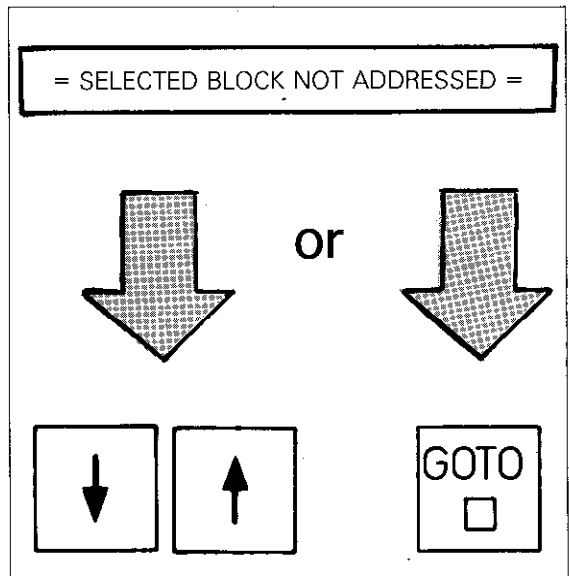 = SELECTED BLOCK NOT ADDRESSED =
or
GOTO